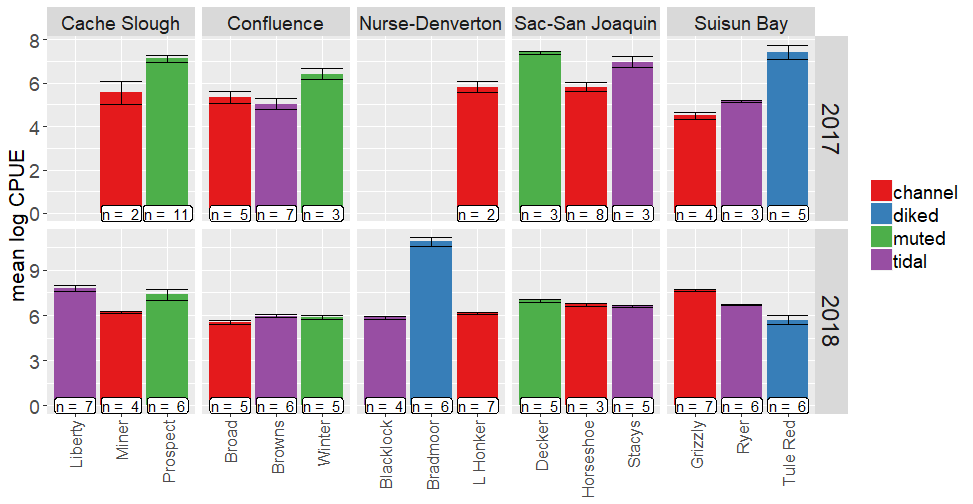 Cache Slough Confluence Nurse-Denverton Sac-San Joaquin Suisun Bay
8
6
4
2
0
n = 2 n = 11 n = 5 n = 7 n = 3 n = 2 n = 3 n = 8 n = 3 n = 4 n = 3 n = 5
2017
mean log CPUE
channel
diked
muted
tidal
9
6
3
0
n = 7 n = 4 n = 6 n = 5 n = 6 n = 5 n = 4 n = 6 n = 7 n = 5 n = 3 n = 5 n = 7 n = 6 n = 6
2018
Liberty Miner Prospect Broad Browns Winter Blacklock Bradmoor L Honker Decker Horseshoe Stacys Grizzly Ryer Tule Red